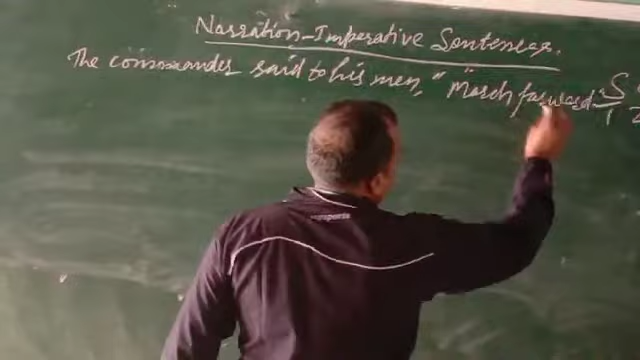 Narration-Imperative Sentences.
The commander said to his men, "March forward